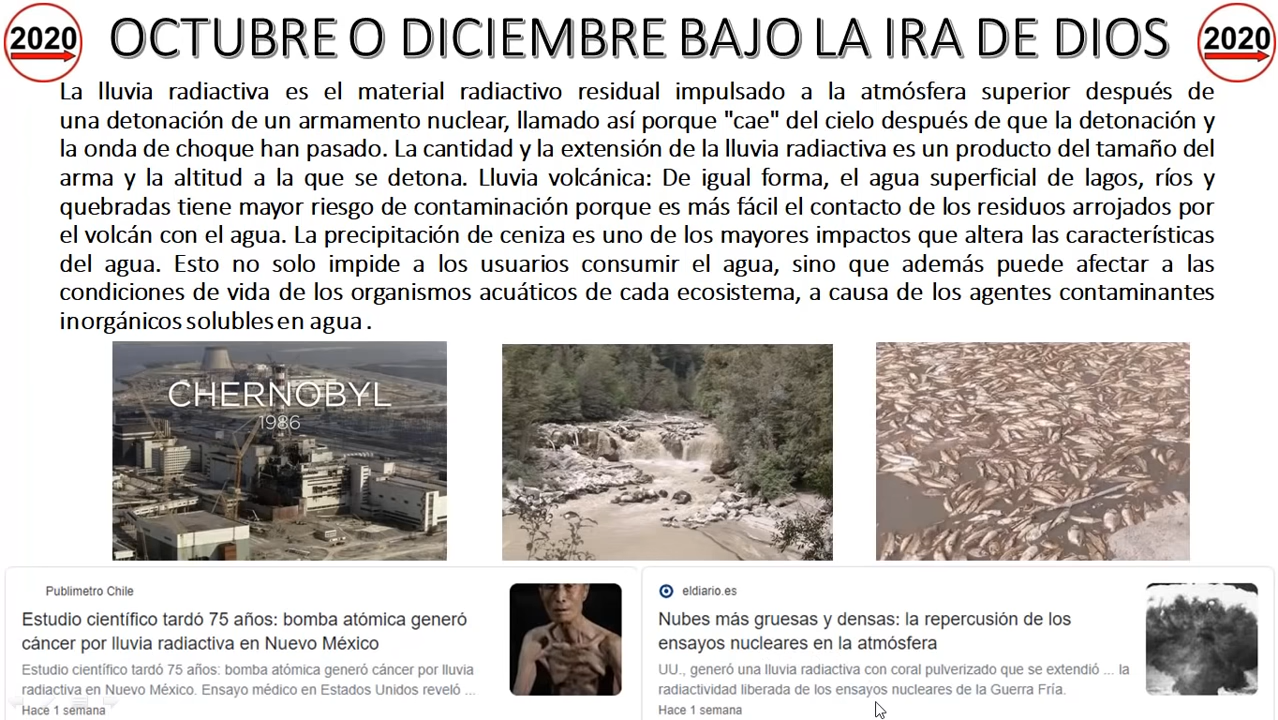 2020
OCTUBRE O DICIEMBRE BAJO LA IRA DE DIOS
2020
La lluvia radiactiva es el material radiactivo residual impulsado a la atmósfera superior después de
una detonación de un armamento nuclear, llamado así porque "cae" del cielo después de que la detonación y
la onda de choque han pasado. La cantidad y la extensión de la lluvia radiactiva es un producto del tamaño del
arma y la altitud a la que se detona. Lluvia volcánica: De igual forma, el agua superficial de lagos, ríos y
quebradas tiene mayor riesgo de contaminación porque es más fácil el contacto de los residuos arrojados por
el volcán con el agua. La precipitación de ceniza es uno de los mayores impactos que altera las características
del agua. Esto no solo impide a los usuarios consumir el agua, sino que además puede afectar a las
condiciones de vida de los organismos acuáticos de cada ecosistema, a causa de los agentes contaminantes
inorgánicos solubles en agua .
CHERNOBYL
1986
Publimetro Chile
Estudio científico tardó 75 años: bomba atómica generó
cáncer por lluvia radiactiva en Nuevo México
Estudio científico tardó 75 años: bomba atómica generó cáncer por lluvia
radiactiva en Nuevo México. Ensayo médico en Estados Unidos reveló ...
Hace 1 semana
eldiario.es
Nubes más gruesas y densas: la repercusión de los
ensayos nucleares en la atmósfera
UU., generó una lluvia radiactiva con coral pulverizado que se extendió ... la
radiactividad liberada de los ensayos nucleares de la Guerra Fría.
Hace 1 semana